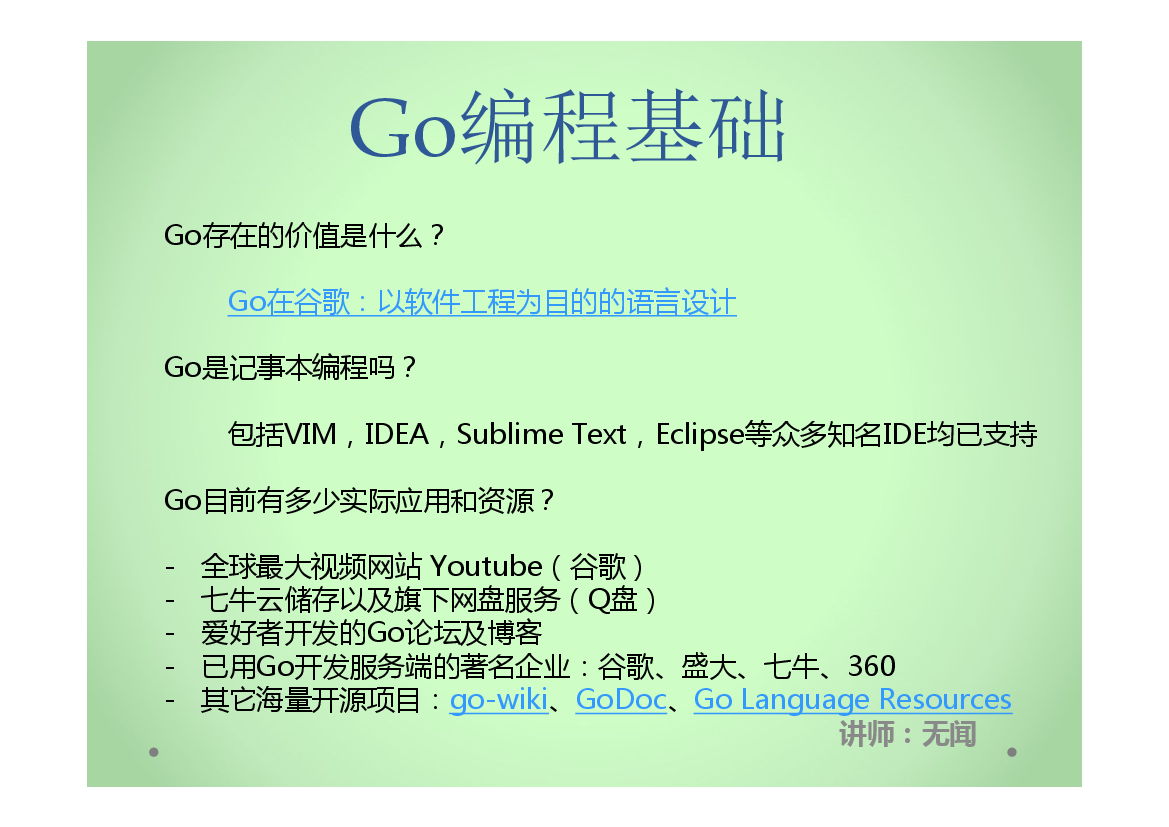 Go编程基础
Go存在的价值是什么？
Go在谷歌：以软件工程为目的的语言设计
Go是记事本编程吗？
包括VIM，IDEA，Sublime Text，Eclipse等众多知名IDE均已支持
Go目前有多少实际应用和资源？
- 全球最大视频网站 Youtube（谷歌）
- 七牛云储存以及旗下网盘服务（Q盘）
- 爱好者开发的Go论坛及博客
- 已用Go开发服务端的著名企业：谷歌、盛大、七牛、360
- 其它海量开源项目：go-wiki、GoDoc、Go Language Resources
讲师：无闻